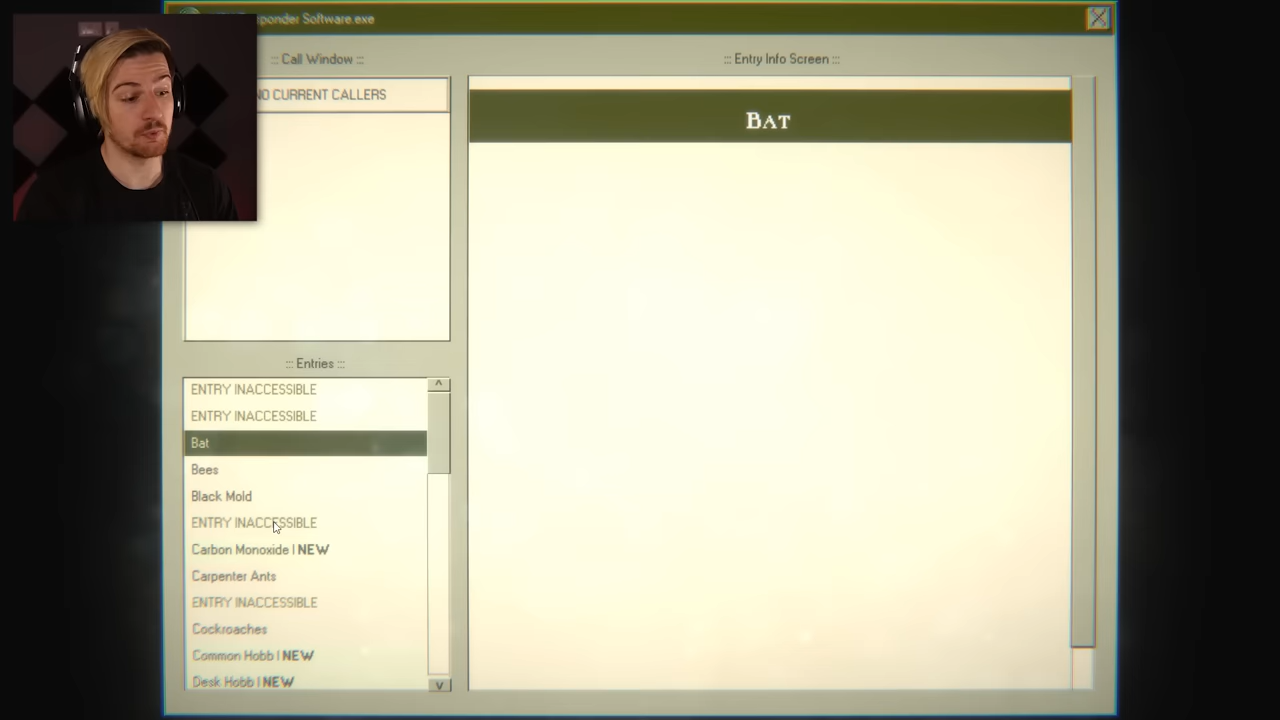 ponder Software.exe
::: Call Window :::
NO CURRENT CALLERS
::: Entries :::
ENTRY INACCESSIBLE
ENTRY INACCESSIBLE
Bat
Bees
Black Mold
ENTRY INACCESSIBLE
Carbon Monoxide | NEW
Carpenter Ants
ENTRY INACCESSIBLE
Cockroaches
Common Hobb | NEW
Desk Hobb | NEW
::: Entry Info Screen :::
Bat